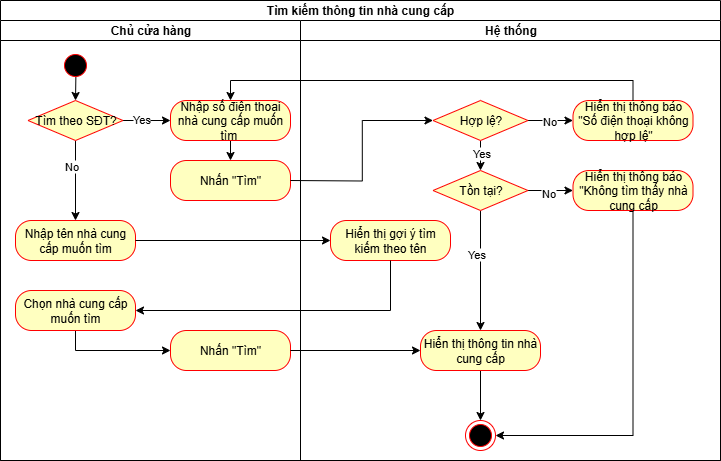 Tìm kiếm thông tin nhà cung cấp
Chủ cửa hàng
Hệ thống
Tìm theo SĐT?
Yes
Nhập số điện thoại
nhà cung cấp muốn
tìm
Hợp lệ?
No
Hiển thị thông báo
"Số điện thoại không
hợp lệ"
Yes
No
Nhấn "Tìm"
Tồn tại?
No
Hiển thị thông báo
"Không tìm thấy nhà
cung cấp
Nhập tên nhà cung
cấp muốn tìm
Hiển thị gợi ý tìm
kiếm theo tên
Yes
Chọn nhà cung cấp
muốn tìm
Nhấn "Tìm"
Hiển thị thông tin nhà
cung cấp